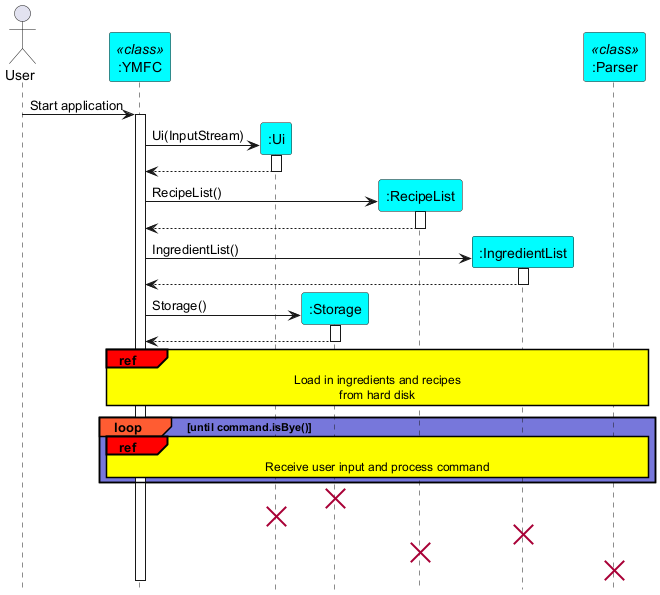 User
«class»
:YMFC
«class»
:Parser
Start application
Ui(InputStream)
:Ui
RecipeList()
:RecipeList
IngredientList()
:IngredientList
Storage()
:Storage
ref
Load in ingredients and recipes
from hard disk
loop [until command.isBye()]
ref
Receive user input and process command